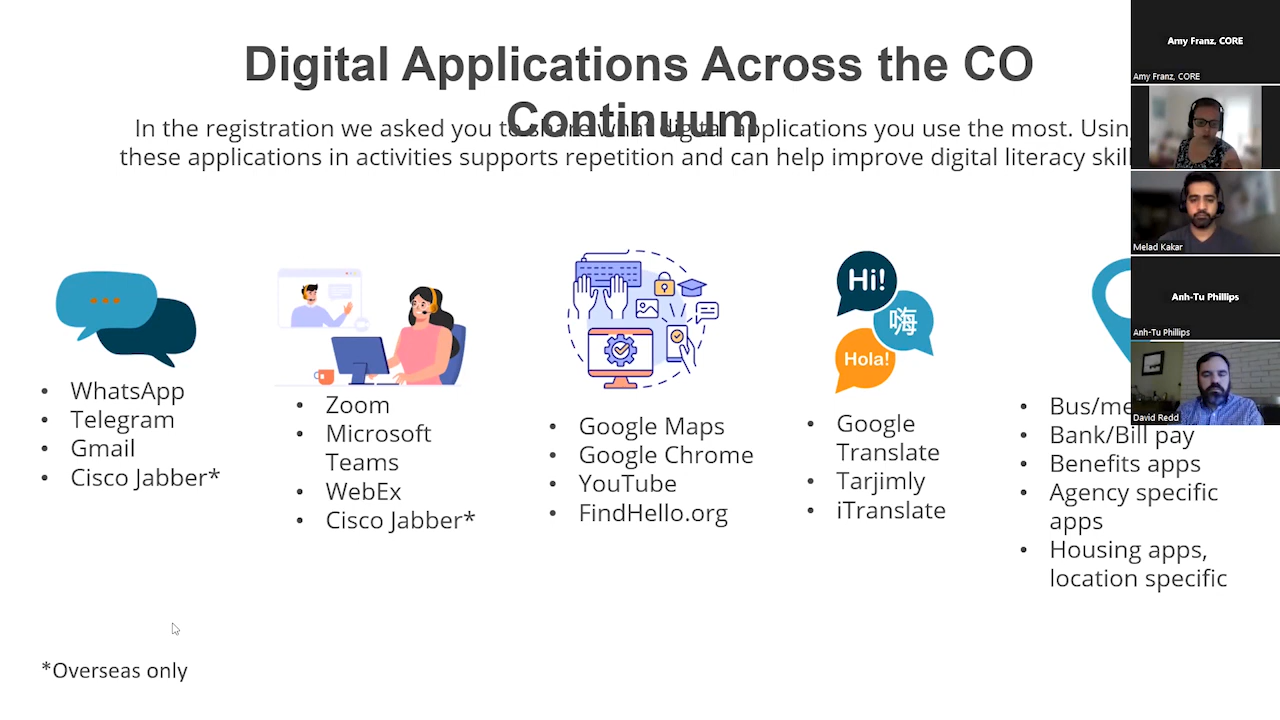 Digital Applications Across the CO
Continuum
In the registration we asked you to share what digital applications you use the most. Usin
these applications in activities supports repetition and can help improve digital literacy skil
Hi!
嗨
Hola!
WhatsApp
Telegram
Gmail
Cisco Jabber*
Zoom
Microsoft
Teams
WebEx
Cisco Jabber*
Google Maps
Google Chrome
YouTube
FindHello.org
Google
Translate
Tarjimly
iTranslate
Bus/me
Bank/Bill pay
Benefits apps
Agency specific
apps
Housing apps,
location specific
*Overseas only
Amy Franz, CORE
Amy Franz, CORE
Melad Kakar
Anh-Tu Phillips
Anh-Tu Phillips
David Redd